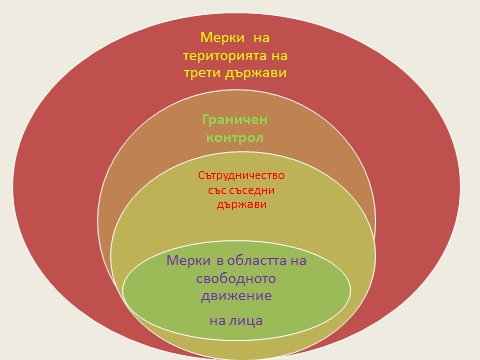 Мерки на
територията на
трети държави
Граничен
контрол
Сътрудничество
със съседни
държави
Мерки в областта на
свободното
движение
на лица